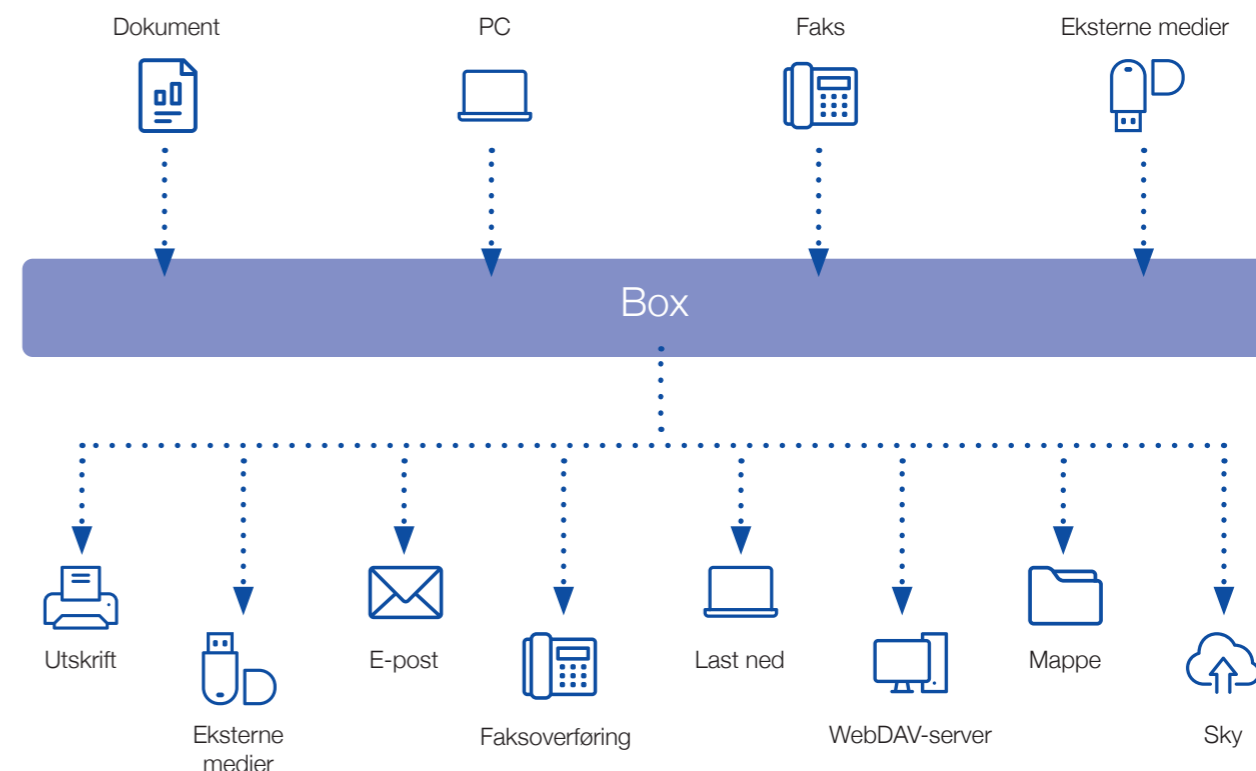 Dokument
PC
Faks
Eksterne medier
Box
Utskrift
E-post
Last ned
Mappe
Eksterne
medier
Faksoverføring
WebDAV-server
Sky